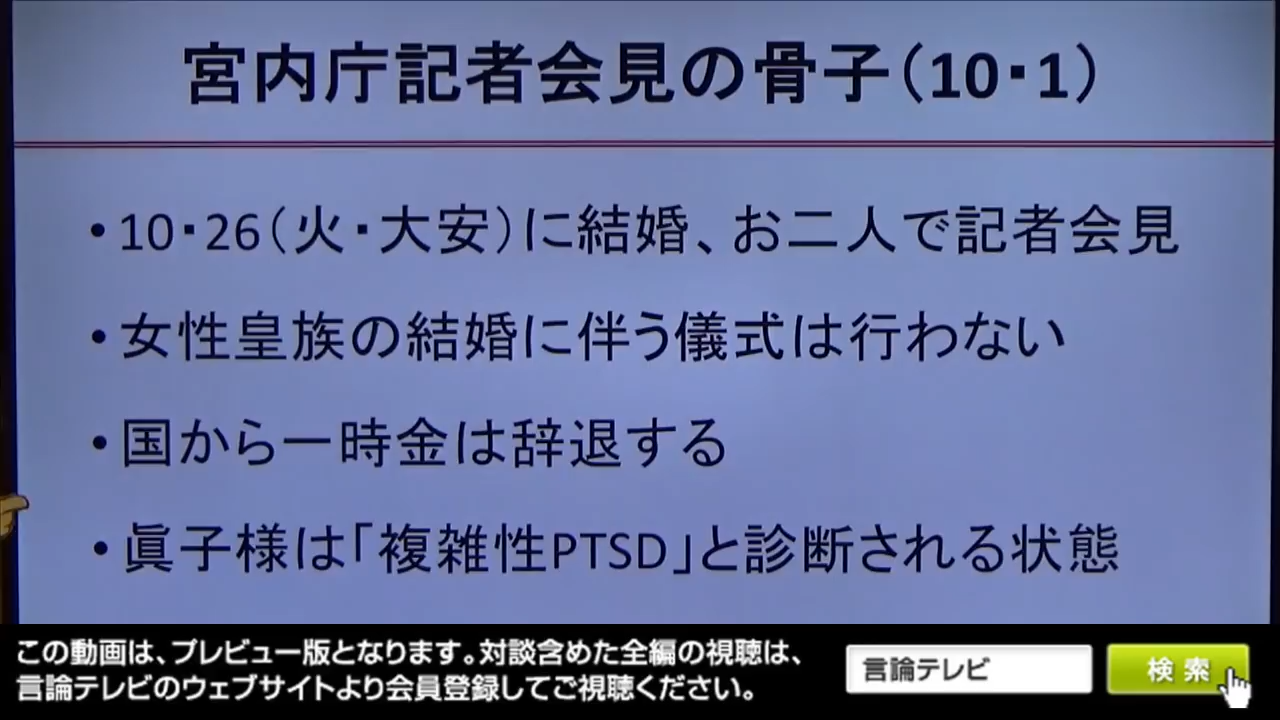 宮内庁記者会見の骨子（10・1）
・10・26（火・大安）に結婚、お二人で記者会見
・女性皇族の結婚に伴う儀式は行わない
・国から一時金は辞退する
・眞子様は「複雑性PTSD」と診断される状態
この動画は、プレビュー版となります。対談含めた全編の視聴は、
言論テレビのウェブサイトより会員登録してご視聴ください。
言論テレビ
検索